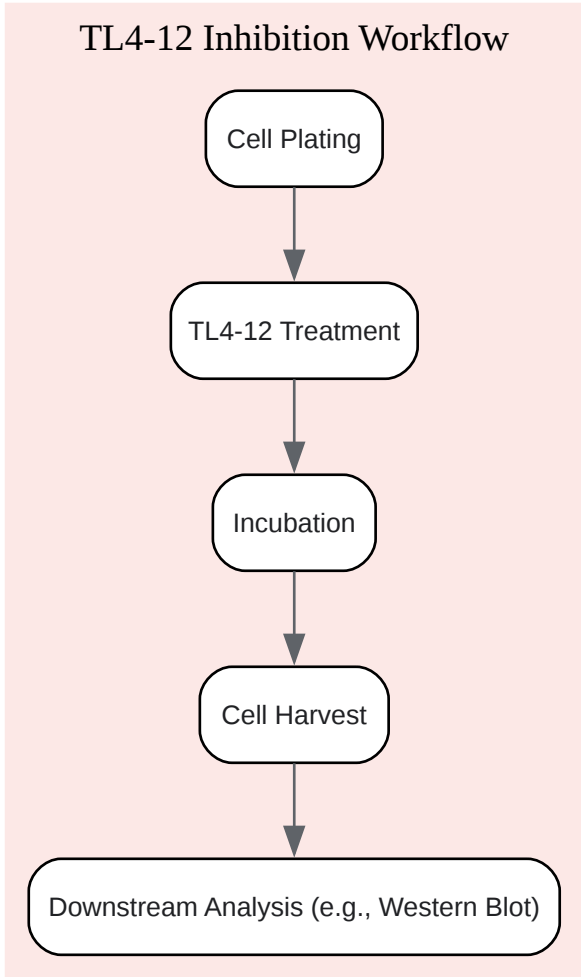 TL4-12 Inhibition Workflow
Cell Plating
TL4-12 Treatment
Incubation
Cell Harvest
Downstream Analysis (e.g., Western Blot)